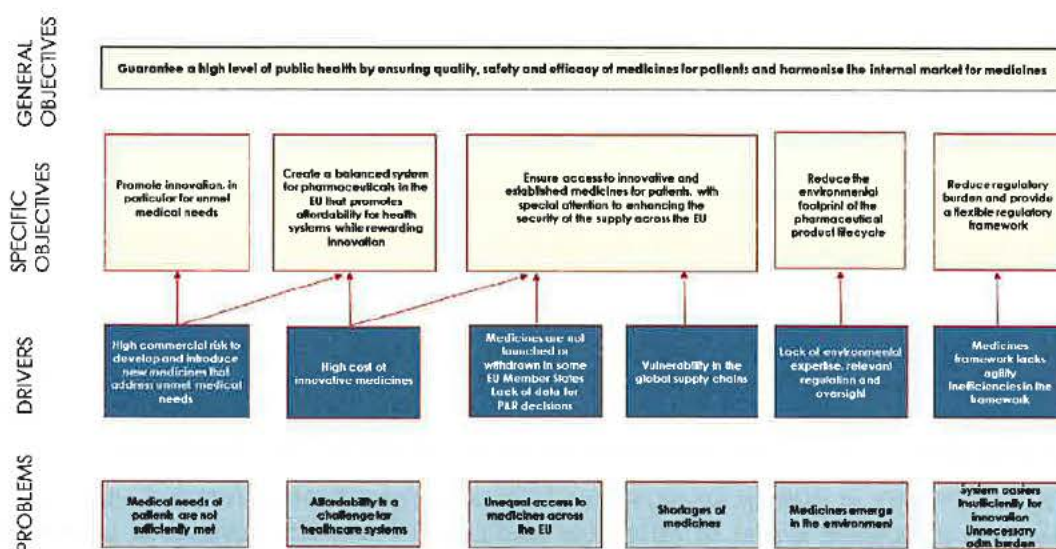 GENERAL
OBJECTIVES
Guarantee a high level of public health by ensuring quality, safety and efficacy of medicines for patients and harmonise the internal market for medicines
SPECIFIC
OBJECTIVES
Promote innovation, in
particular for unmet
medical needs
Create a balanced system
for pharmaceuticals in the
EU that promotes
affordability for health
systems while rewarding
innovation
Ensure access to innovative and
established medicines for patients, with
special attention to enhancing the
security of the supply across the EU
Reduce the
environmental
footprint of the
pharmaceutical
product lifecycle
Reduce regulatory
burden and provide
a flexible regulatory
framework
DRIVERS
High commercial risk to
develop and introduce
new medicines that
address unmet medical
needs
High cost of
innovative medicines
Medicines are not
launched or
withdrawn in some
EU Member States
Lack of data for
P&R decisions
Vulnerability in the
global supply chains
Lack of environmental
expertise, relevant
regulation and
oversight
Medicines
framework lacks
agility
Inefficiencies in the
framework
PROBLEMS
Medical needs of
patients are not
sufficiently met
Affordability is a
challenge for
healthcare systems
Unequal access to
medicines across
the EU
Shortages of
medicines
Medicines emerge
in the environment
System caters
insufficiently for
innovation
Unnecessary
adm burden